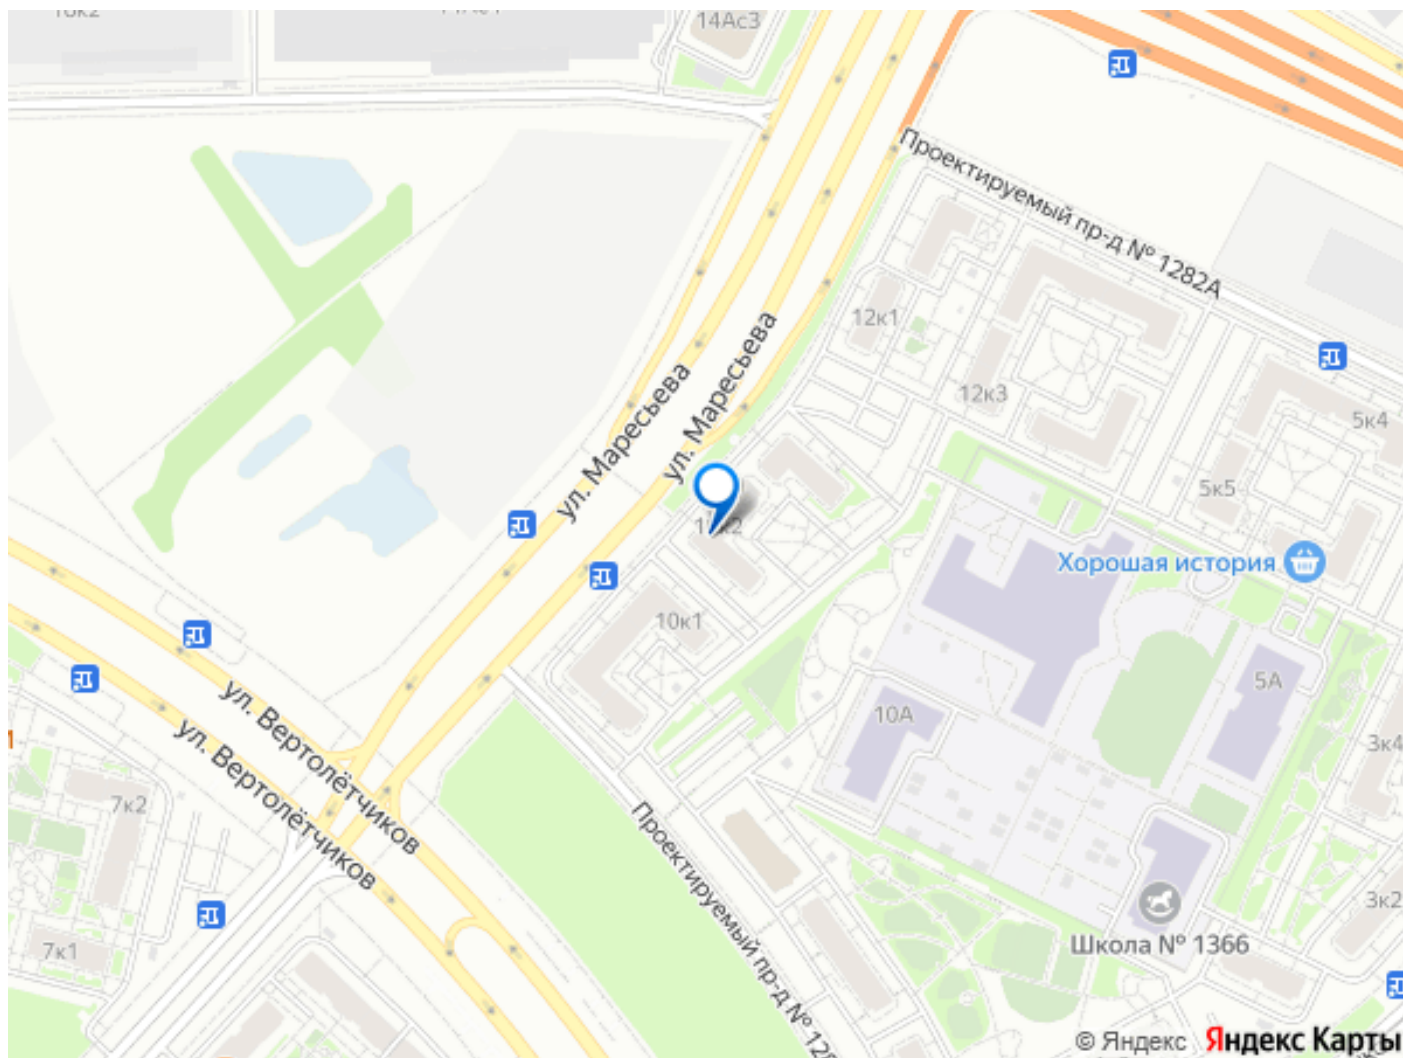 14Ас3
Проектируемый пр-д № 1282А
12к1
ул. Маресьева
ул. Маресьева
12к3
5к4
5к5
Хорошая история
10к1
5А
10А
ул. Вертолётчиков
ул. Вертолётчиков
3к4
7к2
Проектируемый пр-д № 128
3к2
7к1
Школа № 1366
© Яндекс Яндекс Карты